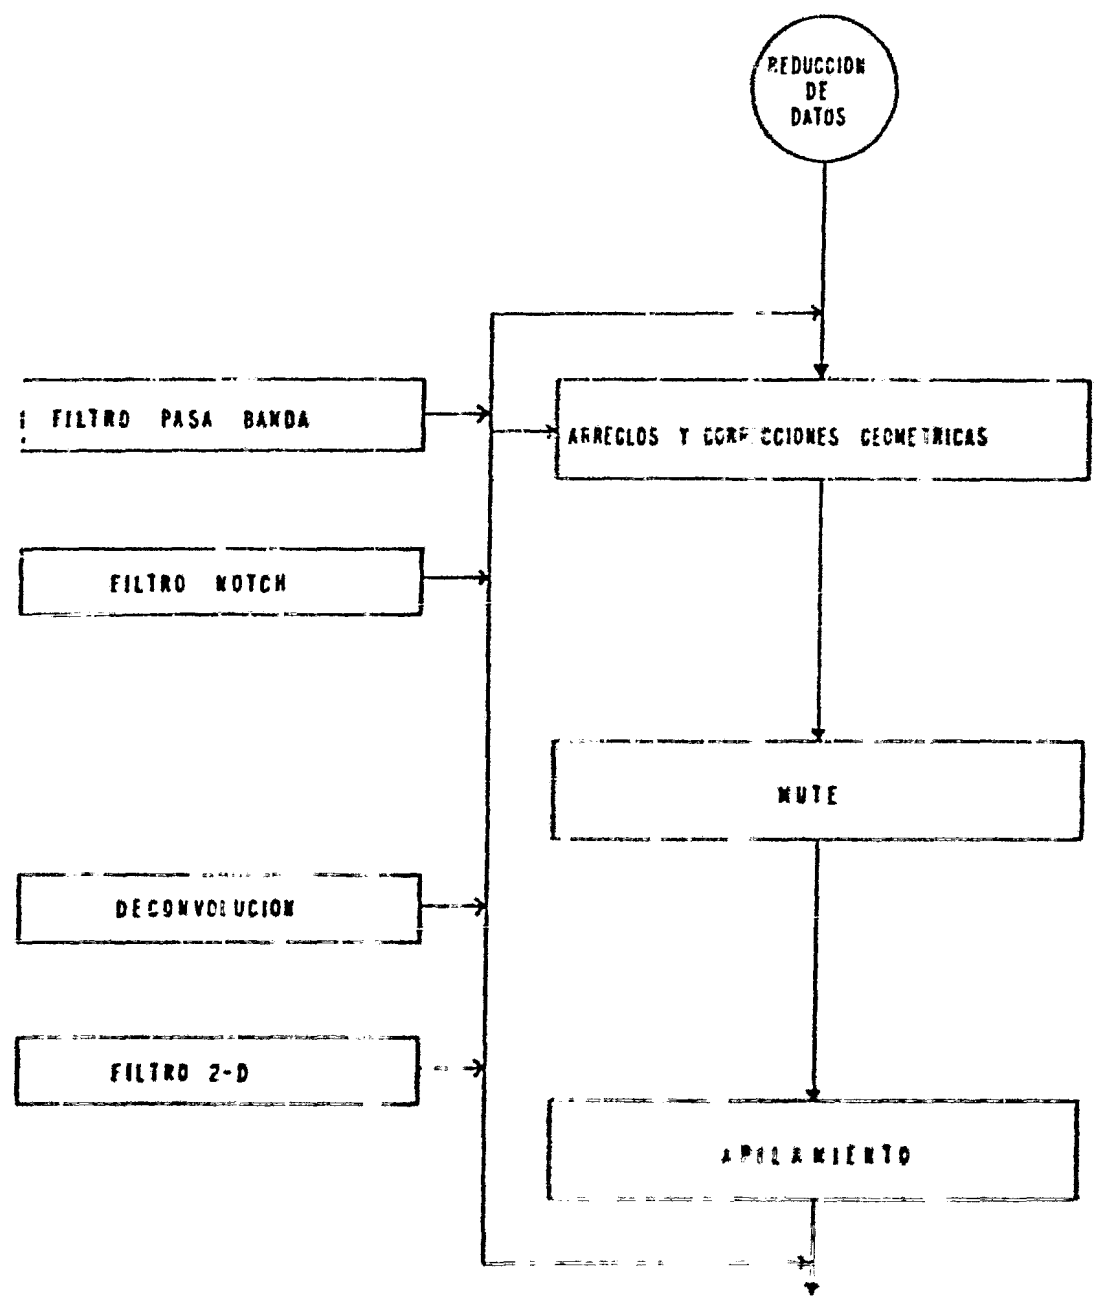 REDUCCION
DE
DATOS
FILTRO PASA BANDA
ARREGLOS Y CORRECCIONES GEOMETRICAS
FILTRO NOTCH
MUTE
DECONVOLUCION
FILTRO 2-D
APILAMIENTO